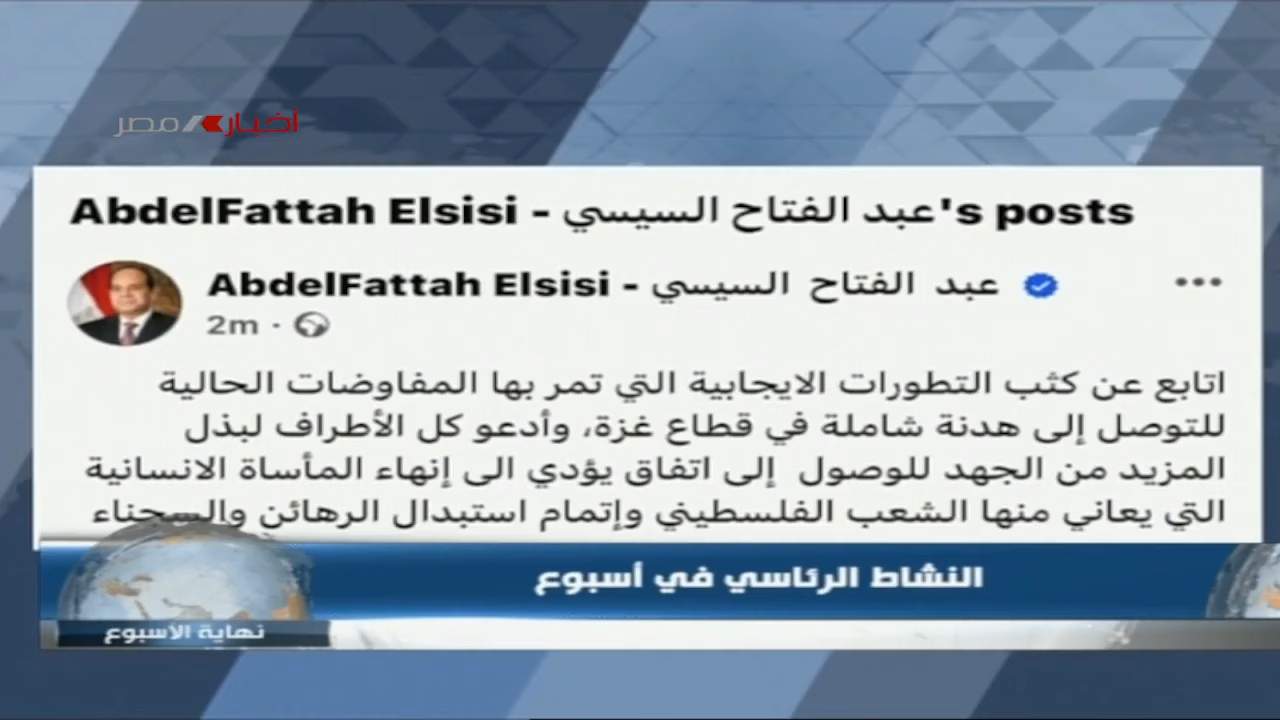 أخبار مصر
AbdelFattah Elsisi - عبد الفتاح السيسي's posts
AbdelFattah Elsisi - عبد الفتاح السيسي
2m
اتابع عن كثب التطورات الايجابية التي تمر بها المفاوضات الحالية
للتوصل إلى هدنة شاملة في قطاع غزة، وأدعو كل الأطراف لبذل
المزيد من الجهد للوصول إلى اتفاق يؤدي الى إنهاء المأساة الانسانية
التي يعاني منها الشعب الفلسطيني وإتمام استبدال الرهائن والسجناء
النشاط الرئاسي في أسبوع
نهاية الأسبوع